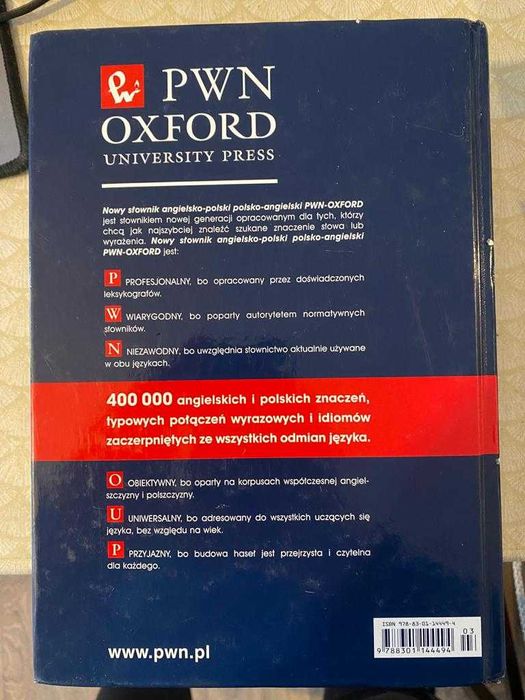 PW
PWN
OXFORD
UNIVERSITY PRESS
Nowy słownik angielsko-polski polsko-angielski PWN-OXFORD
jest słownikiem nowej generacji opracowanym dla tych, którzy
chcą jak najszybciej znaleźć szukane znaczenie słowa lub
wyrażenia. Nowy słownik angielsko-polski polsko-angielski
PWN-OXFORD jest:
P PROFESJONALNY, bo opracowany przez doświadczonych
leksykografów.
W WIARYGODNY, bo poparty autorytetem normatywnych
słowników.
N NIEZAWODNY, bo uwzględnia słownictwo aktualnie używane
w obu językach.
400 000 angielskich i polskich znaczeń,
typowych połączeń wyrazowych i idiomów
zaczerpniętych ze wszystkich odmian języka.
O OBIEKTYWNY, bo oparty na korpusach współczesnej angiel-
szczyzny i polszczyzny.
U UNIWERSALNY, bo adresowany do wszystkich uczących się
języka, bez względu na wiek.
P PRZYJAZNY, bo budowa haseł jest przejrzysta i czytelna
dla każdego.
ISBN 978-83-01-14449-4
03
9 788301 144494
www.pwn.pl